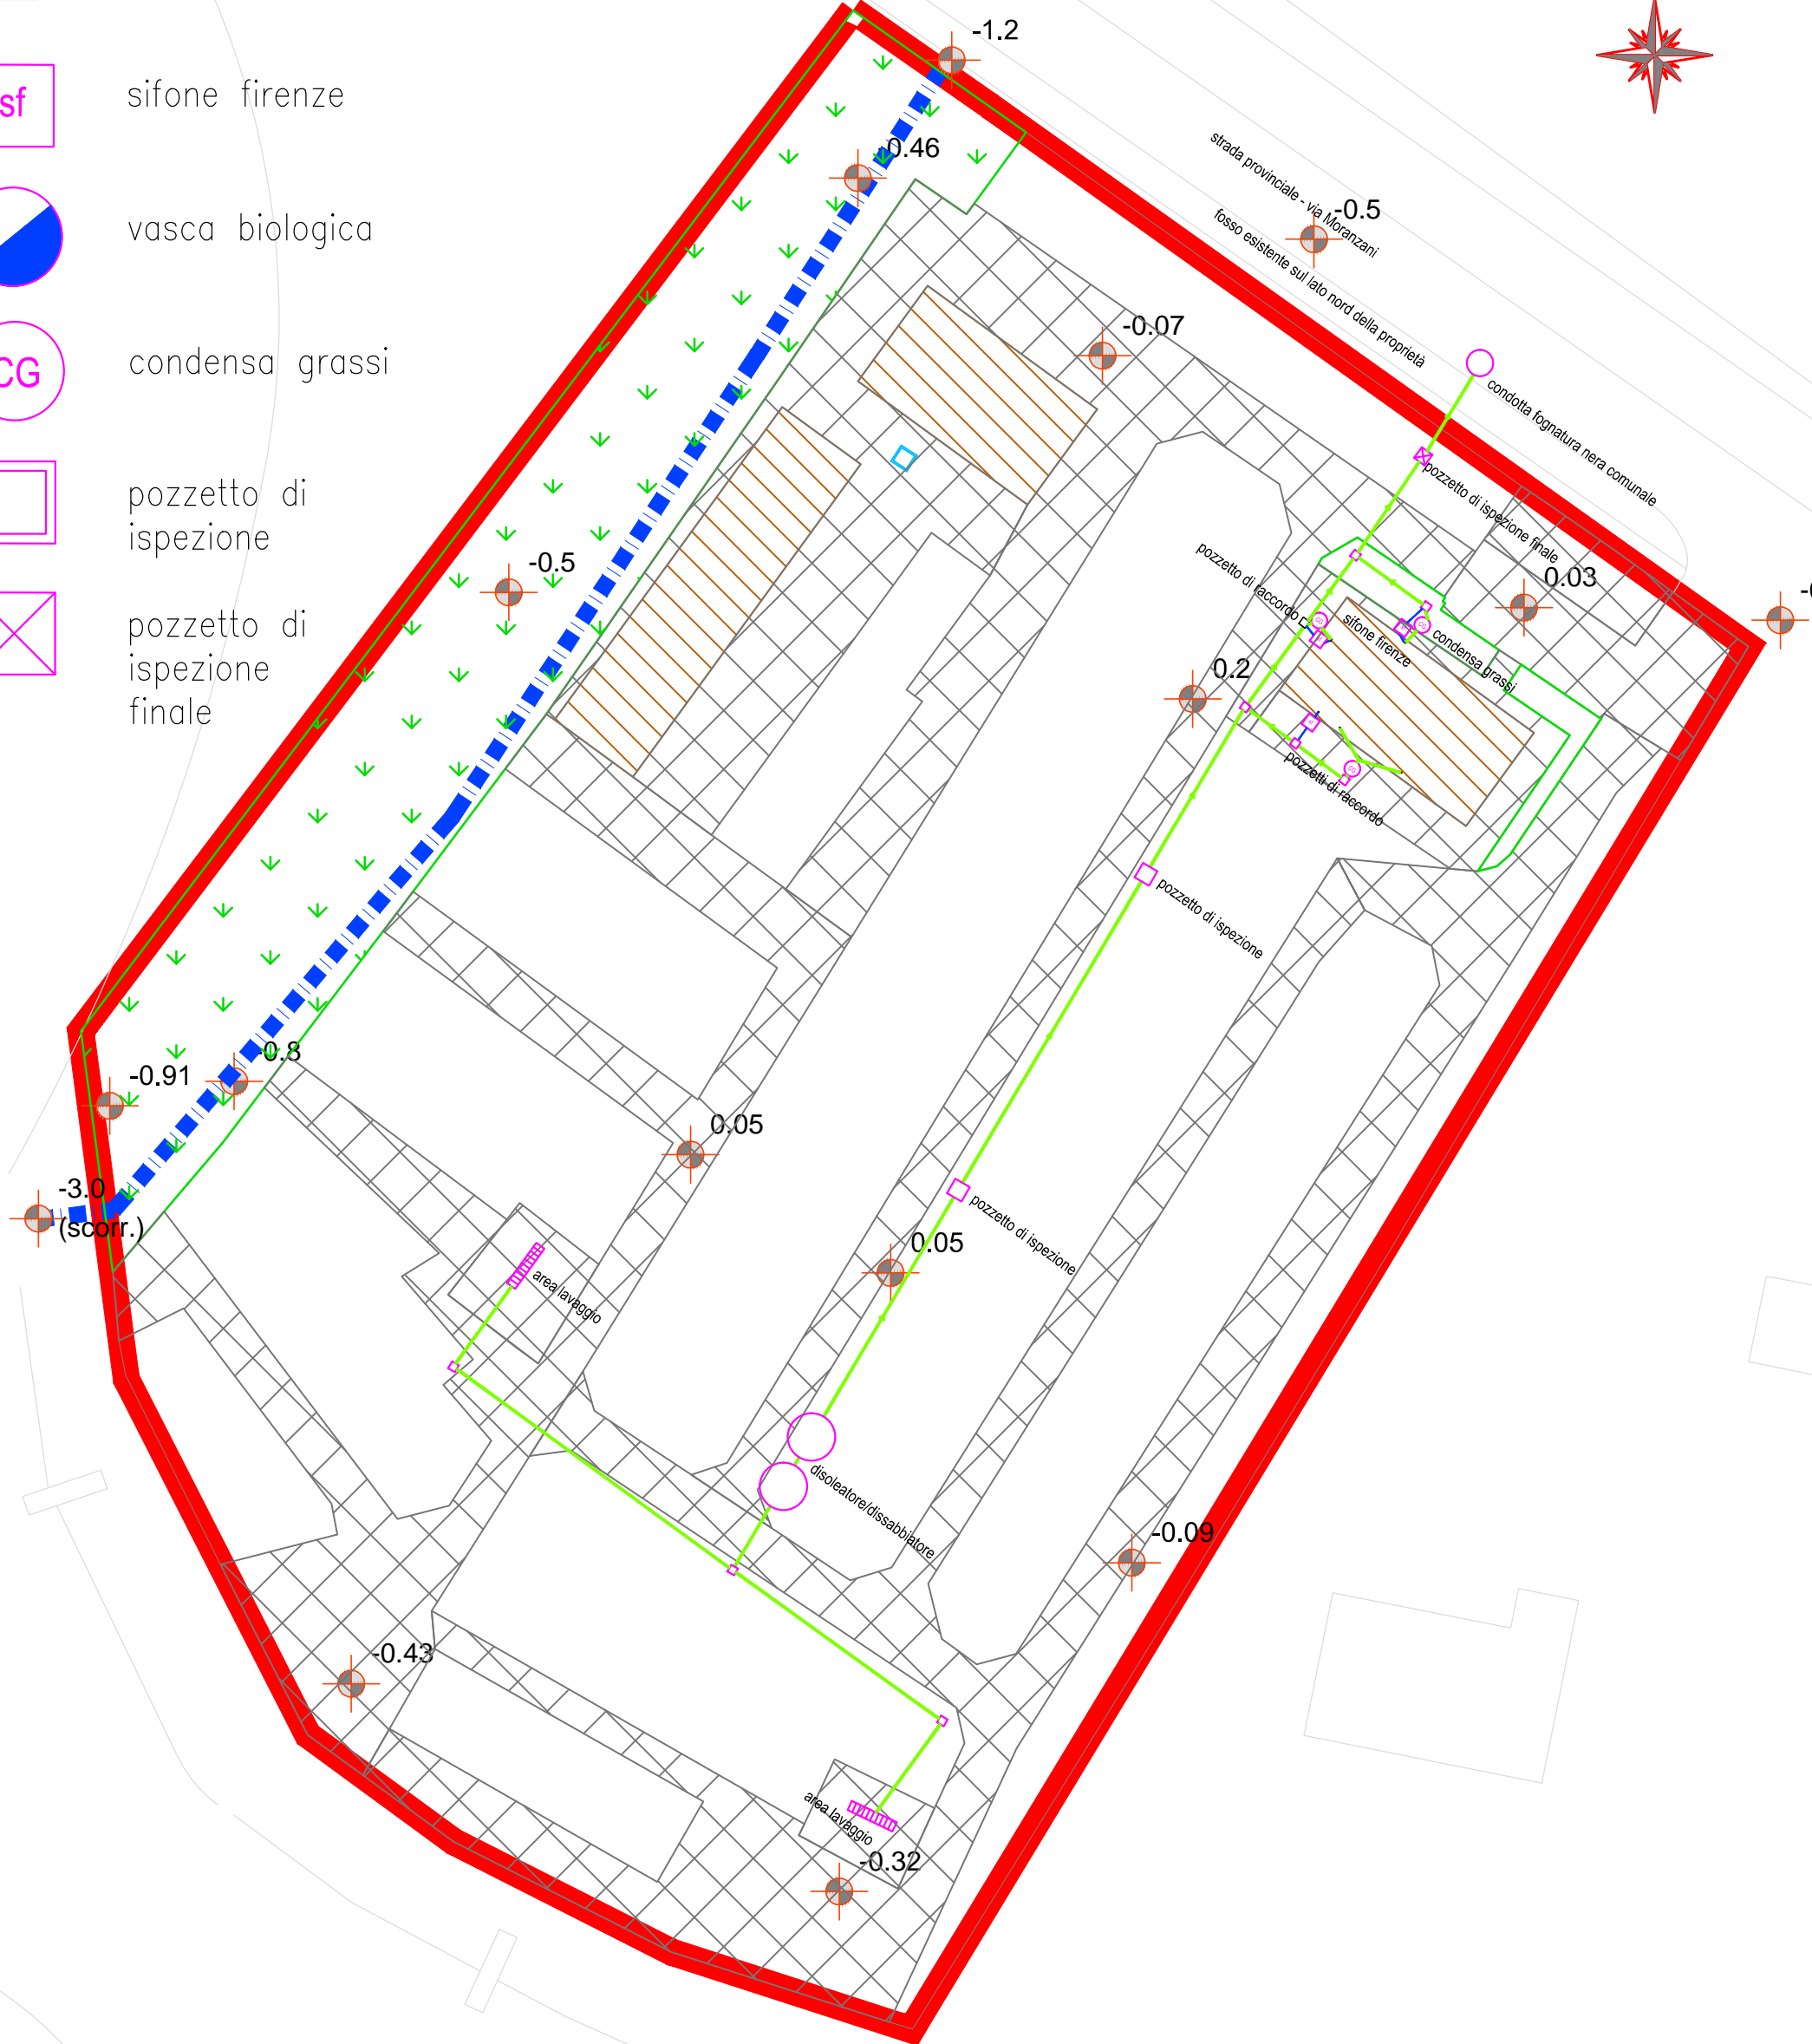 sf
sifone firenze
vasca biologica
CG
condensa grassi
pozzetto di
ispezione
pozzetto di
ispezione
finale
-1.2
-0.46
strada provinciale - via Moranzani
-0.5
fosso esistente sul lato nord della proprietà
-0.07
condotta fognatura nera comunale
pozzetto di ispezione finale
-0.5
pozzetto di raccordo
0.03
sifone firenze
condensa grassi
0.2
pozzetti di raccordo
pozzetto di ispezione
-0.8
-0.91
0.05
-3.0
(scorr.)
pozzetto di ispezione
0.05
area lavaggio
disoleatore/dissabbiatore
-0.09
-0.43
area lavaggio
-0.32